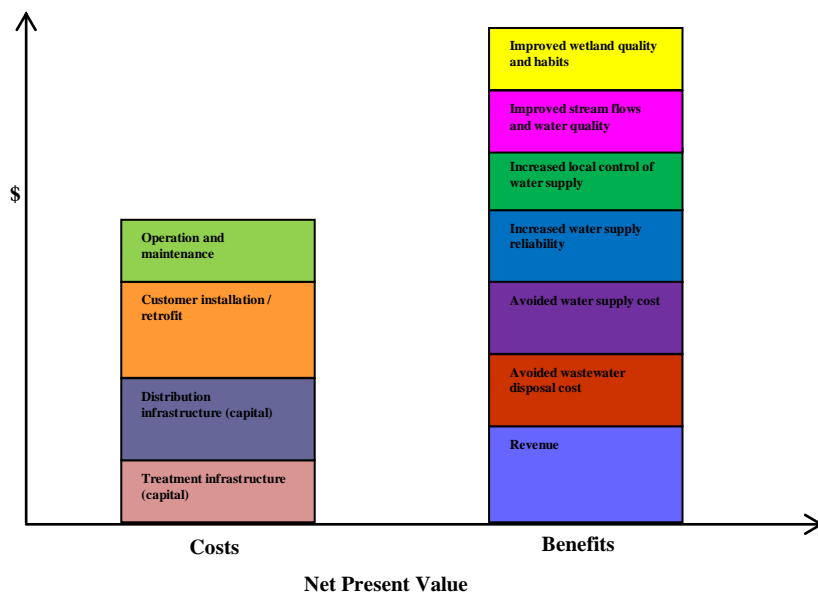 $
Operation and
maintenance
Customer installation /
retrofit
Distribution
infrastructure (capital)
Treatment infrastructure
(capital)
Costs
Improved wetland quality
and habits
Improved stream flows
and water quality
Increased local control of
water supply
Increased water supply
reliability
Avoided water supply cost
Avoided wastewater
disposal cost
Revenue
Benefits
Net Present Value